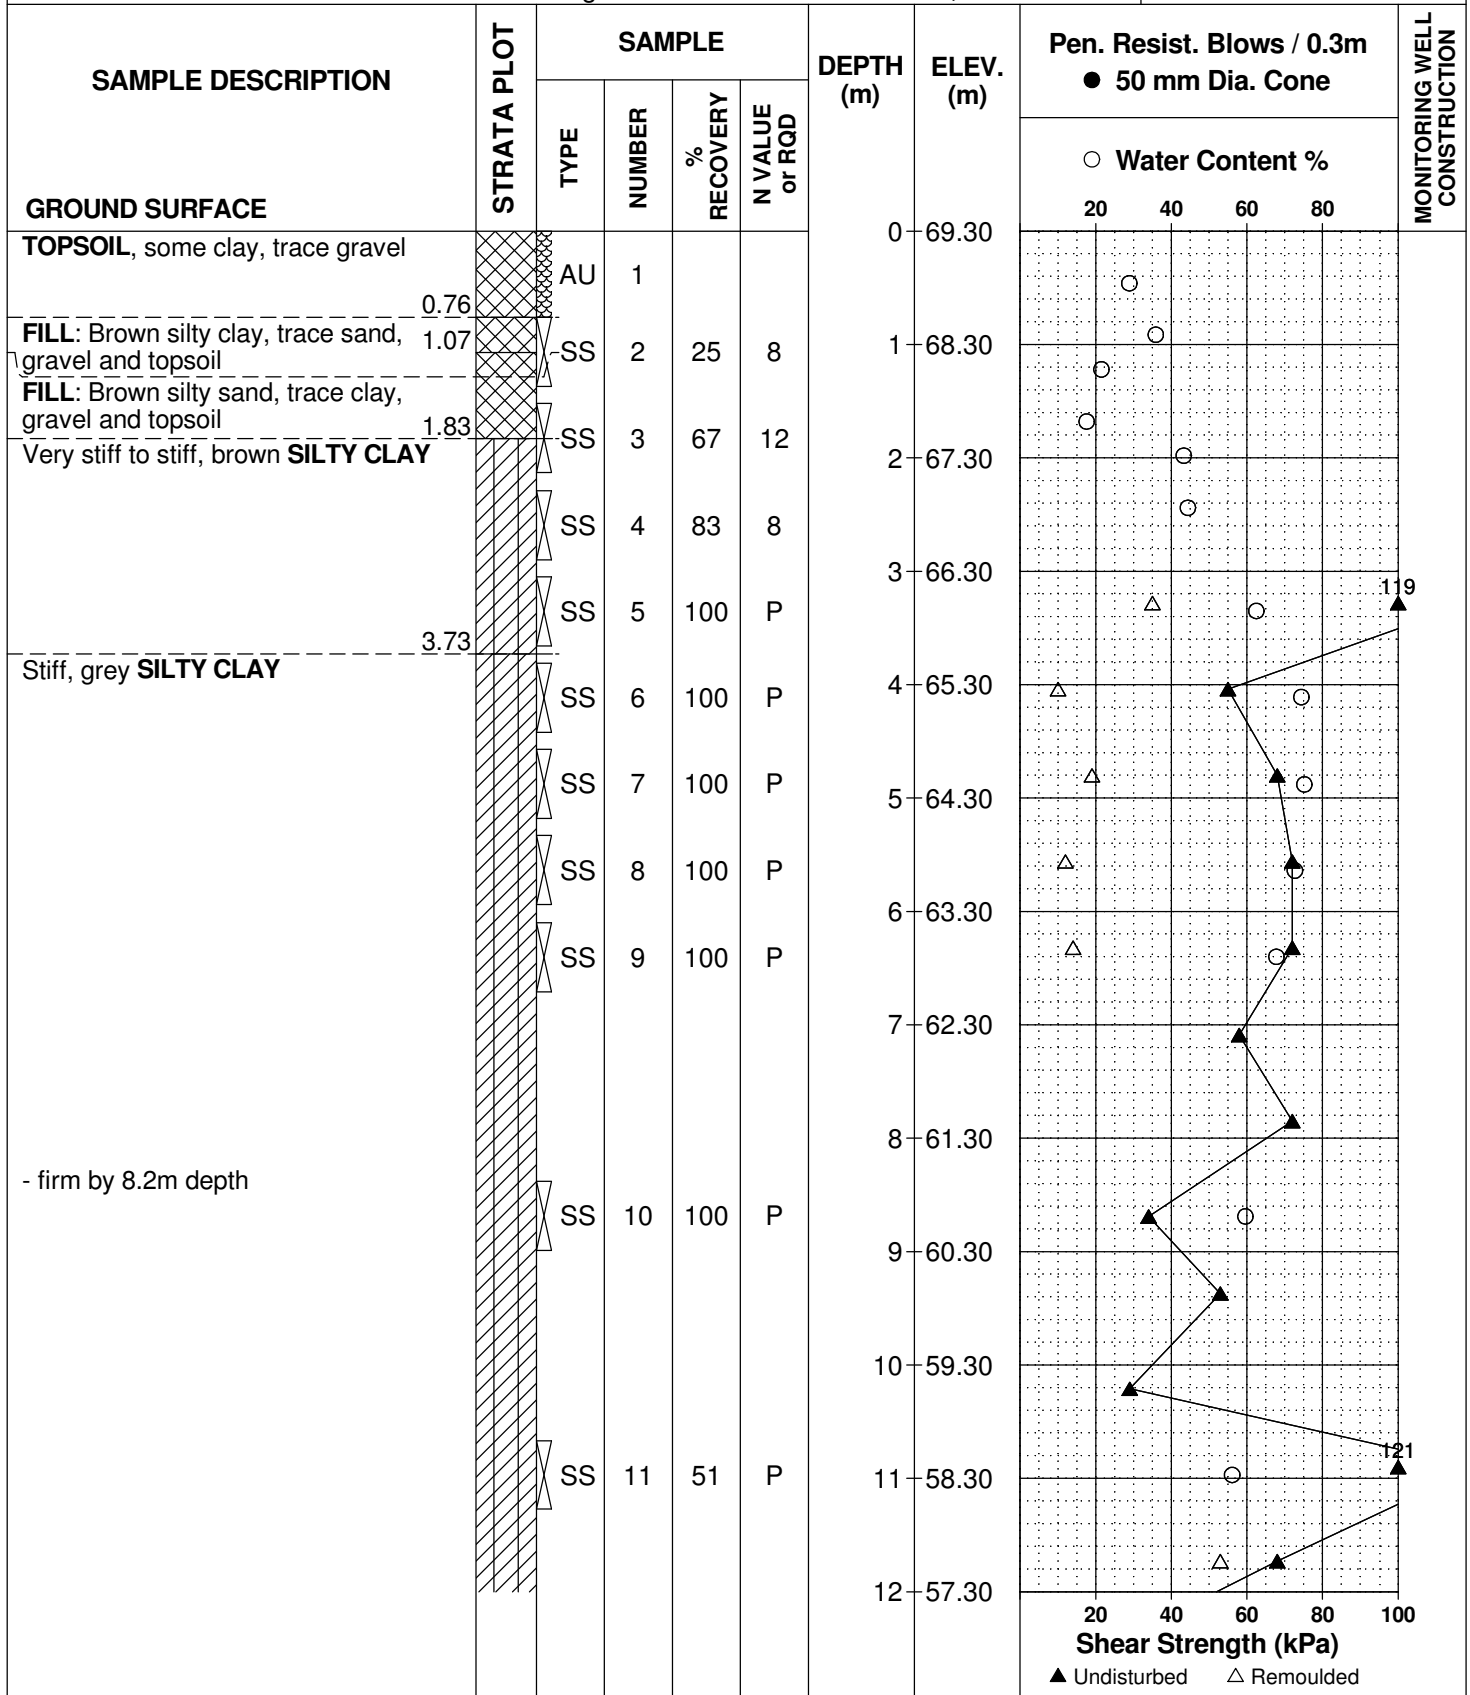 SAMPLE DESCRIPTION
GROUND SURFACE
STRATA PLOT
SAMPLE
TYPE
NUMBER
%
RECOVERY
N VALUE
or RQD
DEPTH
(m)
ELEV.
(m)
Pen. Resist. Blows / 0.3m
● 50 mm Dia. Cone
○ Water Content %
20 40 60 80
MONITORING WELL
CONSTRUCTION
0 69.30
TOPSOIL, some clay, trace gravel
AU 1
0.76
FILL: Brown silty clay, trace sand, 1.07
gravel and topsoil
SS 2 25 8
1 68.30
FILL: Brown silty sand, trace clay,
gravel and topsoil 1.83
SS 3 67 12
Very stiff to stiff, brown SILTY CLAY
2 67.30
SS 4 83 8
3 66.30
119
SS 5 100 P
3.73
Stiff, grey SILTY CLAY
4 65.30
SS 6 100 P
SS 7 100 P
5 64.30
SS 8 100 P
6 63.30
SS 9 100 P
7 62.30
8 61.30
- firm by 8.2m depth
SS 10 100 P
9 60.30
10 59.30
121
SS 11 51 P
11 58.30
12 57.30
20 40 60 80 100
Shear Strength (kPa)
▲ Undisturbed △ Remoulded